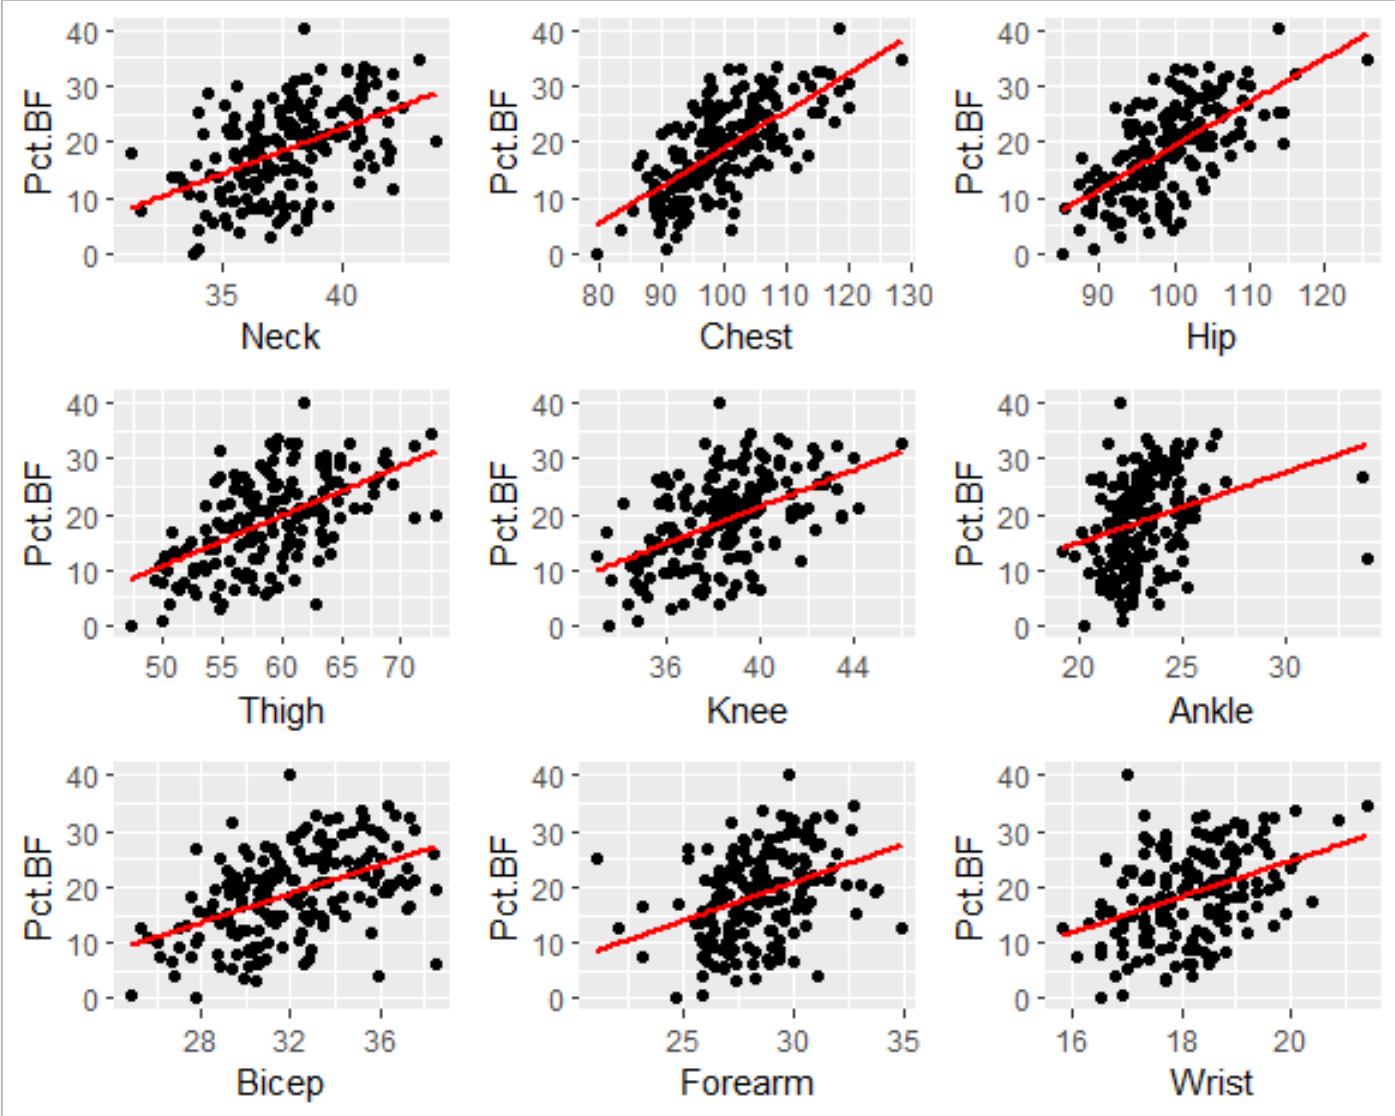 Pct.BF
40
30
20
10
0
35 40
Neck
Pct.BF
40
30
20
10
0
80 90 100 110 120 130
Chest
Pct.BF
40
30
20
10
0
90 100 110 120
Hip
Pct.BF
40
30
20
10
0
50 55 60 65 70
Thigh
Pct.BF
40
30
20
10
0
36 40 44
Knee
Pct.BF
40
30
20
10
0
20 25 30
Ankle
Pct.BF
40
30
20
10
0
28 32 36
Bicep
Pct.BF
40
30
20
10
0
25 30 35
Forearm
Pct.BF
40
30
20
10
0
16 18 20
Wrist